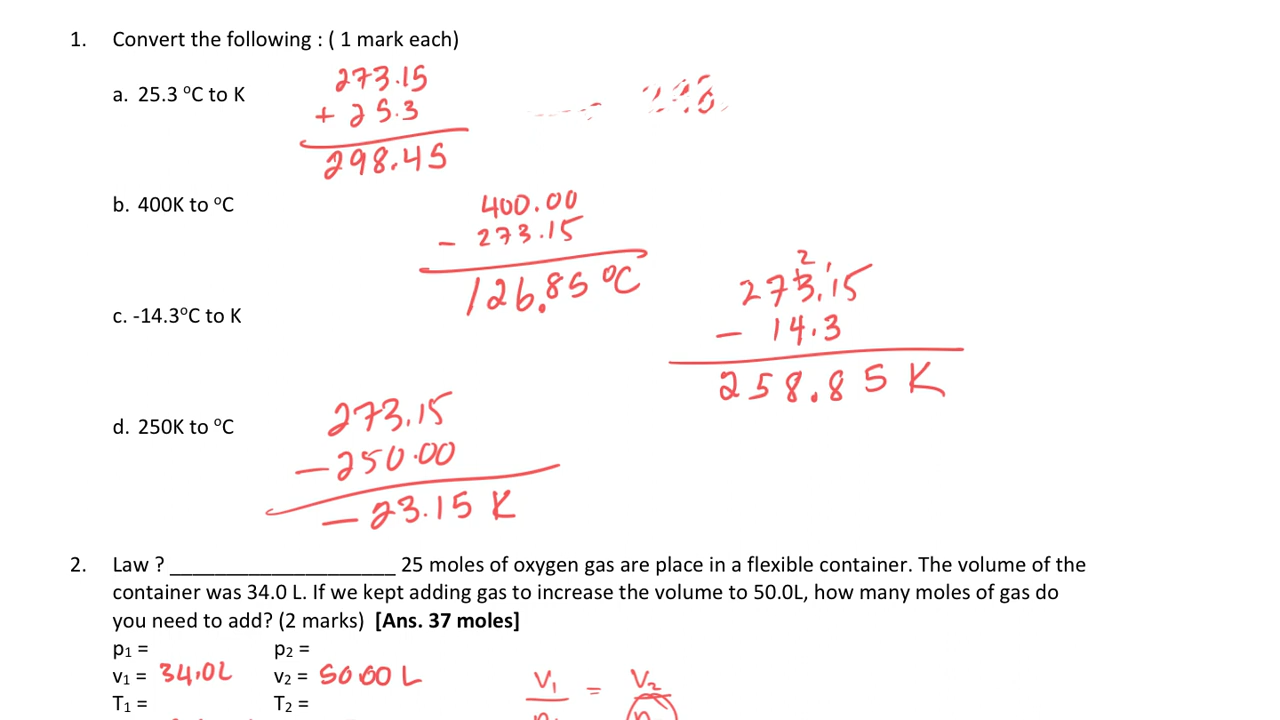 1. Convert the following : ( 1 mark each)
273.15
a. 25.3 °C to K
+ 25.3
298.45
b. 400K to °C
400.00
- 273.15
126.85 °C
c. -14.3°C to K
2 1
273.15
- 14.3
258.85 K
d. 250K to °C
273.15
- 250.00
- 23.15 K
2. Law ? _____________________ 25 moles of oxygen gas are place in a flexible container. The volume of the
container was 34.0 L. If we kept adding gas to increase the volume to 50.0L, how many moles of gas do
you need to add? (2 marks) [Ans. 37 moles]
p1 = p2 =
v1 = 34.0L v2 = 50.00 L
V1 = V2
T1 = T2 =